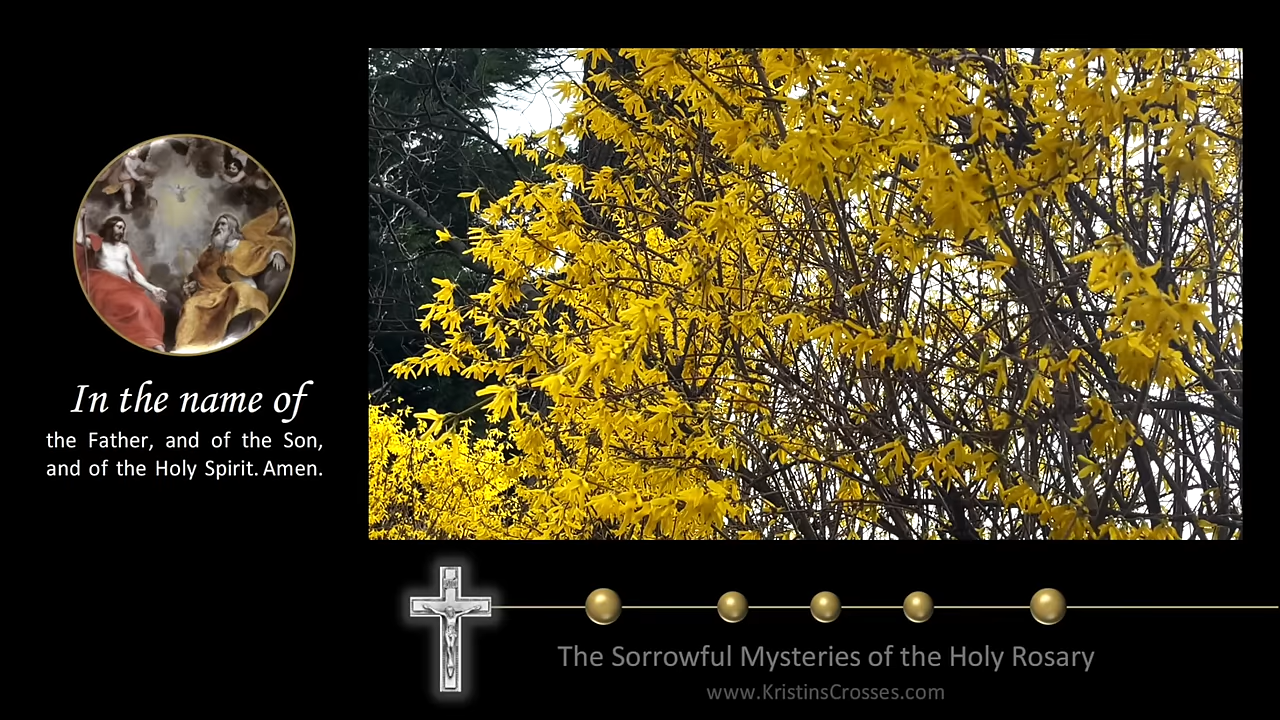 In the name of
the Father, and of the Son,
and of the Holy Spirit. Amen.
The Sorrowful Mysteries of the Holy Rosary
www.KristinsCrosses.com